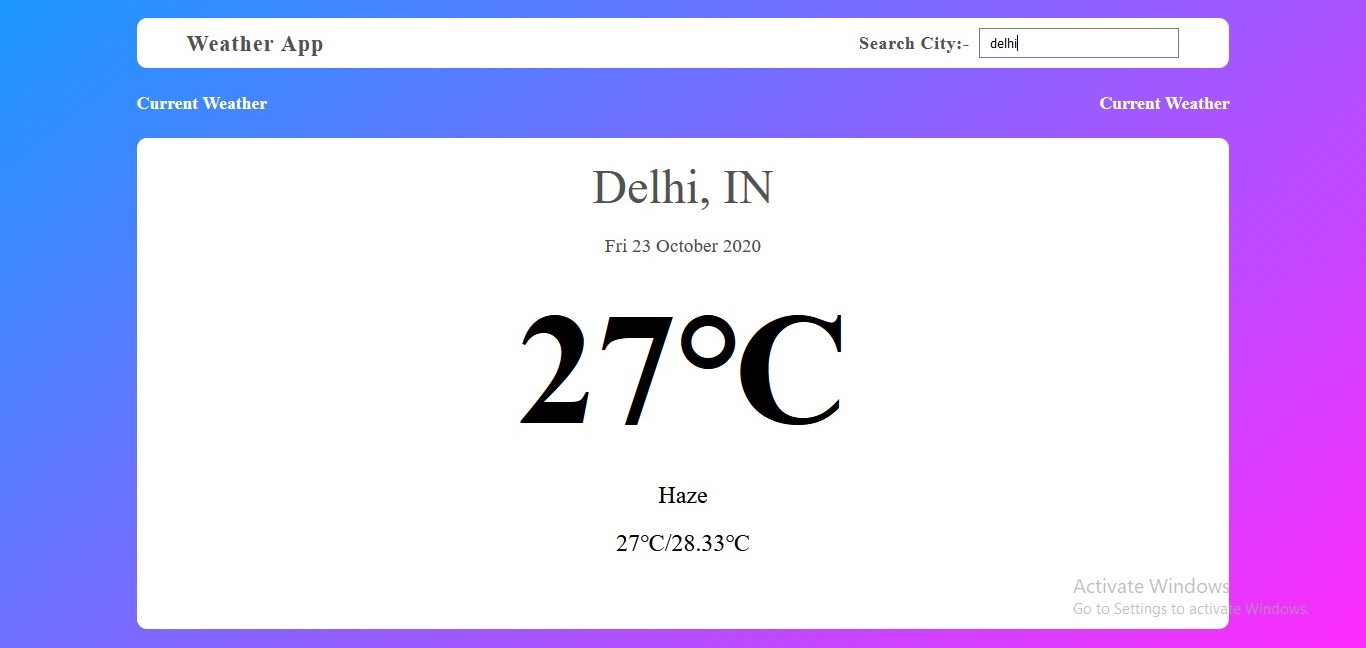 Weather App
Search City:- delhi
Current Weather
Current Weather
Delhi, IN
Fri 23 October 2020
27°C
Haze
27°C/28.33°C
Activate Windows
Go to Settings to activate Windows.